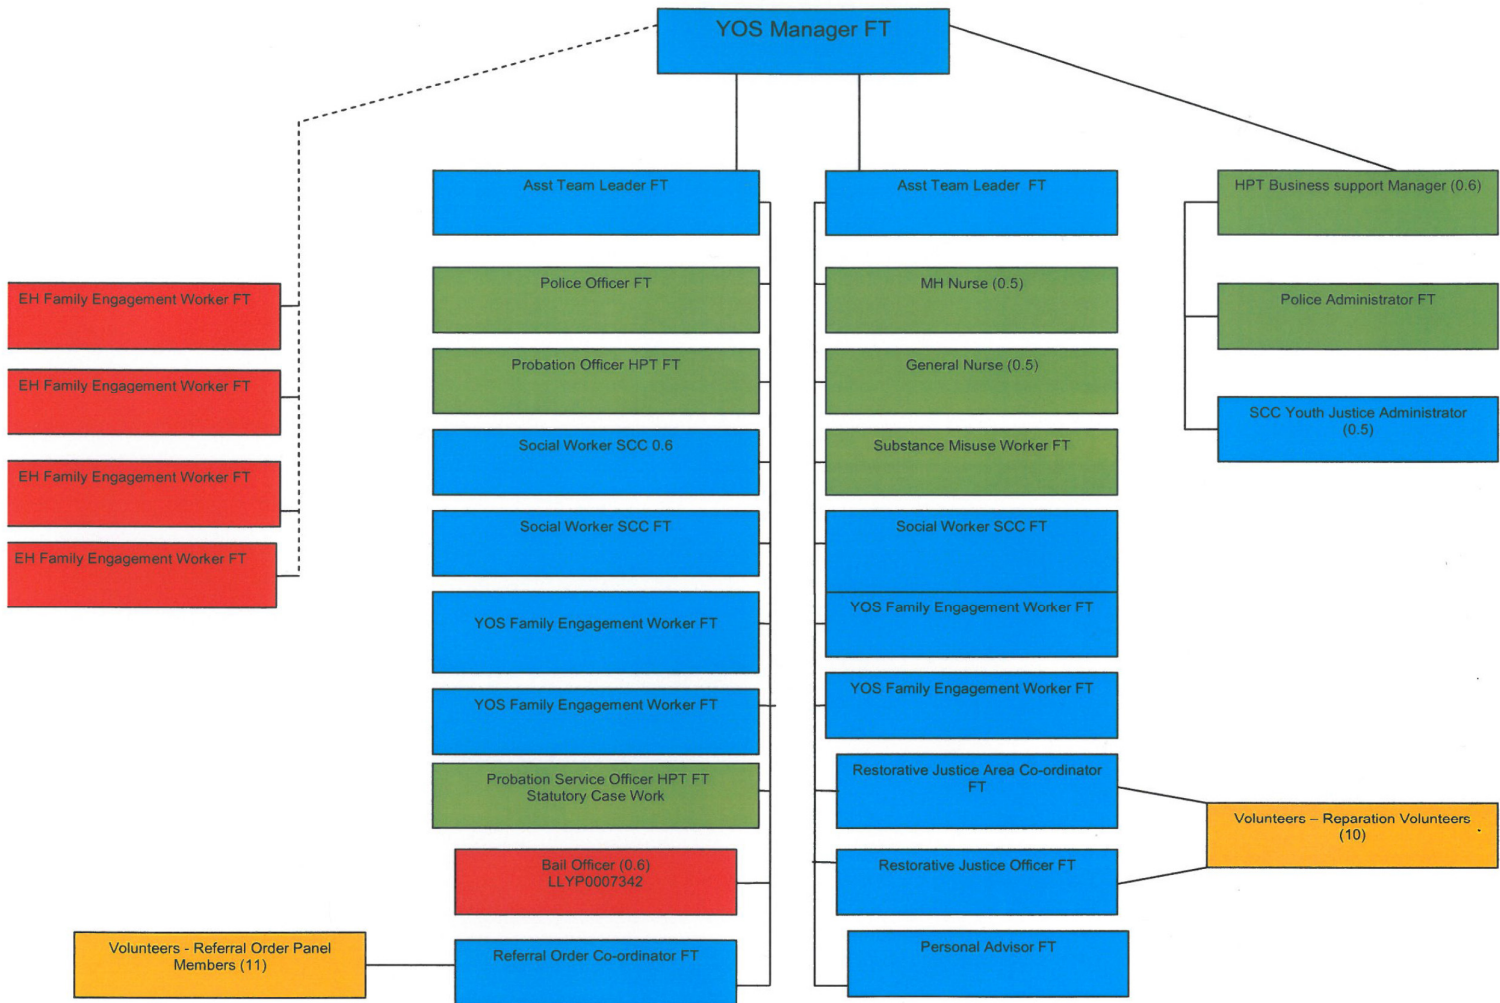 YOS Manager FT
Asst Team Leader FT
Asst Team Leader FT
HPT Business support Manager (0.6)
EH Family Engagement Worker FT
EH Family Engagement Worker FT
EH Family Engagement Worker FT
EH Family Engagement Worker FT
Police Officer FT
Probation Officer HPT FT
Social Worker SCC 0.6
Social Worker SCC FT
YOS Family Engagement Worker FT
YOS Family Engagement Worker FT
Probation Service Officer HPT FT
Statutory Case Work
Bail Officer (0.6)
LLYP0007342
Referral Order Co-ordinator FT
Volunteers - Referral Order Panel
Members (11)
MH Nurse (0.5)
General Nurse (0.5)
Substance Misuse Worker FT
Social Worker SCC FT
YOS Family Engagement Worker FT
YOS Family Engagement Worker FT
Restorative Justice Area Co-ordinator
FT
Restorative Justice Officer FT
Personal Advisor FT
Volunteers – Reparation Volunteers
(10)
Police Administrator FT
SCC Youth Justice Administrator
(0.5)